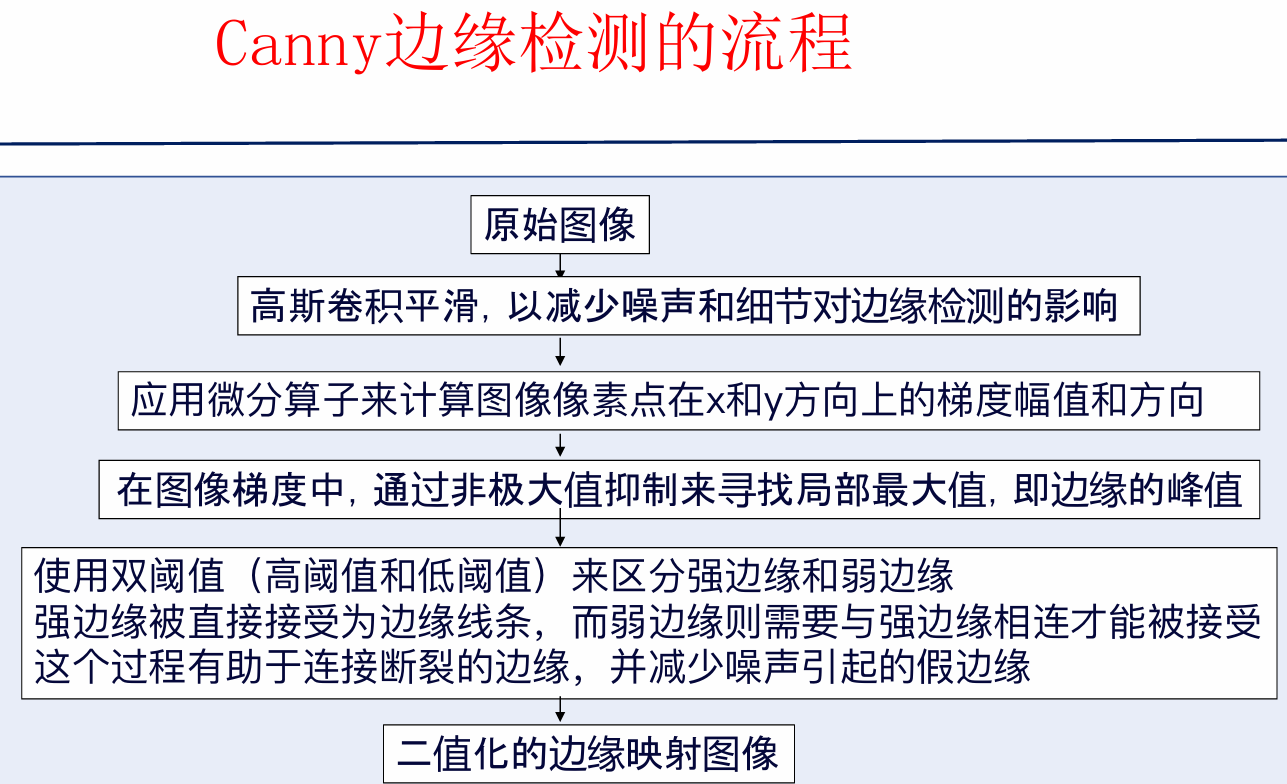 Canny边缘检测的流程
原始图像
高斯卷积平滑，以减少噪声和细节对边缘检测的影响
应用微分算子来计算图像像素点在x和y方向上的梯度幅值和方向
在图像梯度中，通过非极大值抑制来寻找局部最大值，即边缘的峰值
使用双阈值（高阈值和低阈值）来区分强边缘和弱边缘
强边缘被直接接受为边缘线条，而弱边缘则需要与强边缘相连才能被接受
这个过程有助于连接断裂的边缘，并减少噪声引起的假边缘
二值化的边缘映射图像